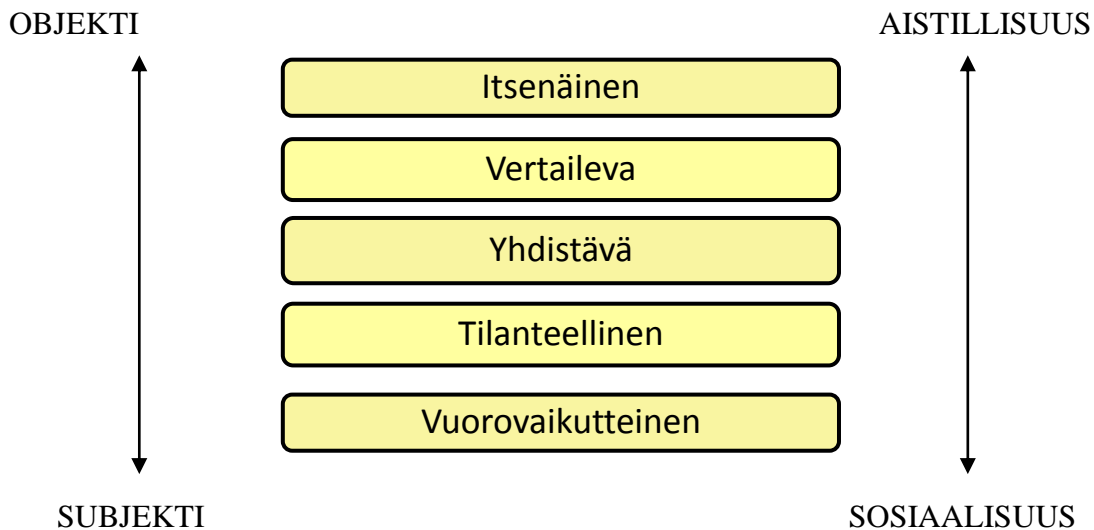 OBJEKTI
AISTILLISUUS
Itsenäinen
Vertaileva
Yhdistävä
Tilanteellinen
Vuorovaikutteinen
SUBJEKTI
SOSIAALISUUS